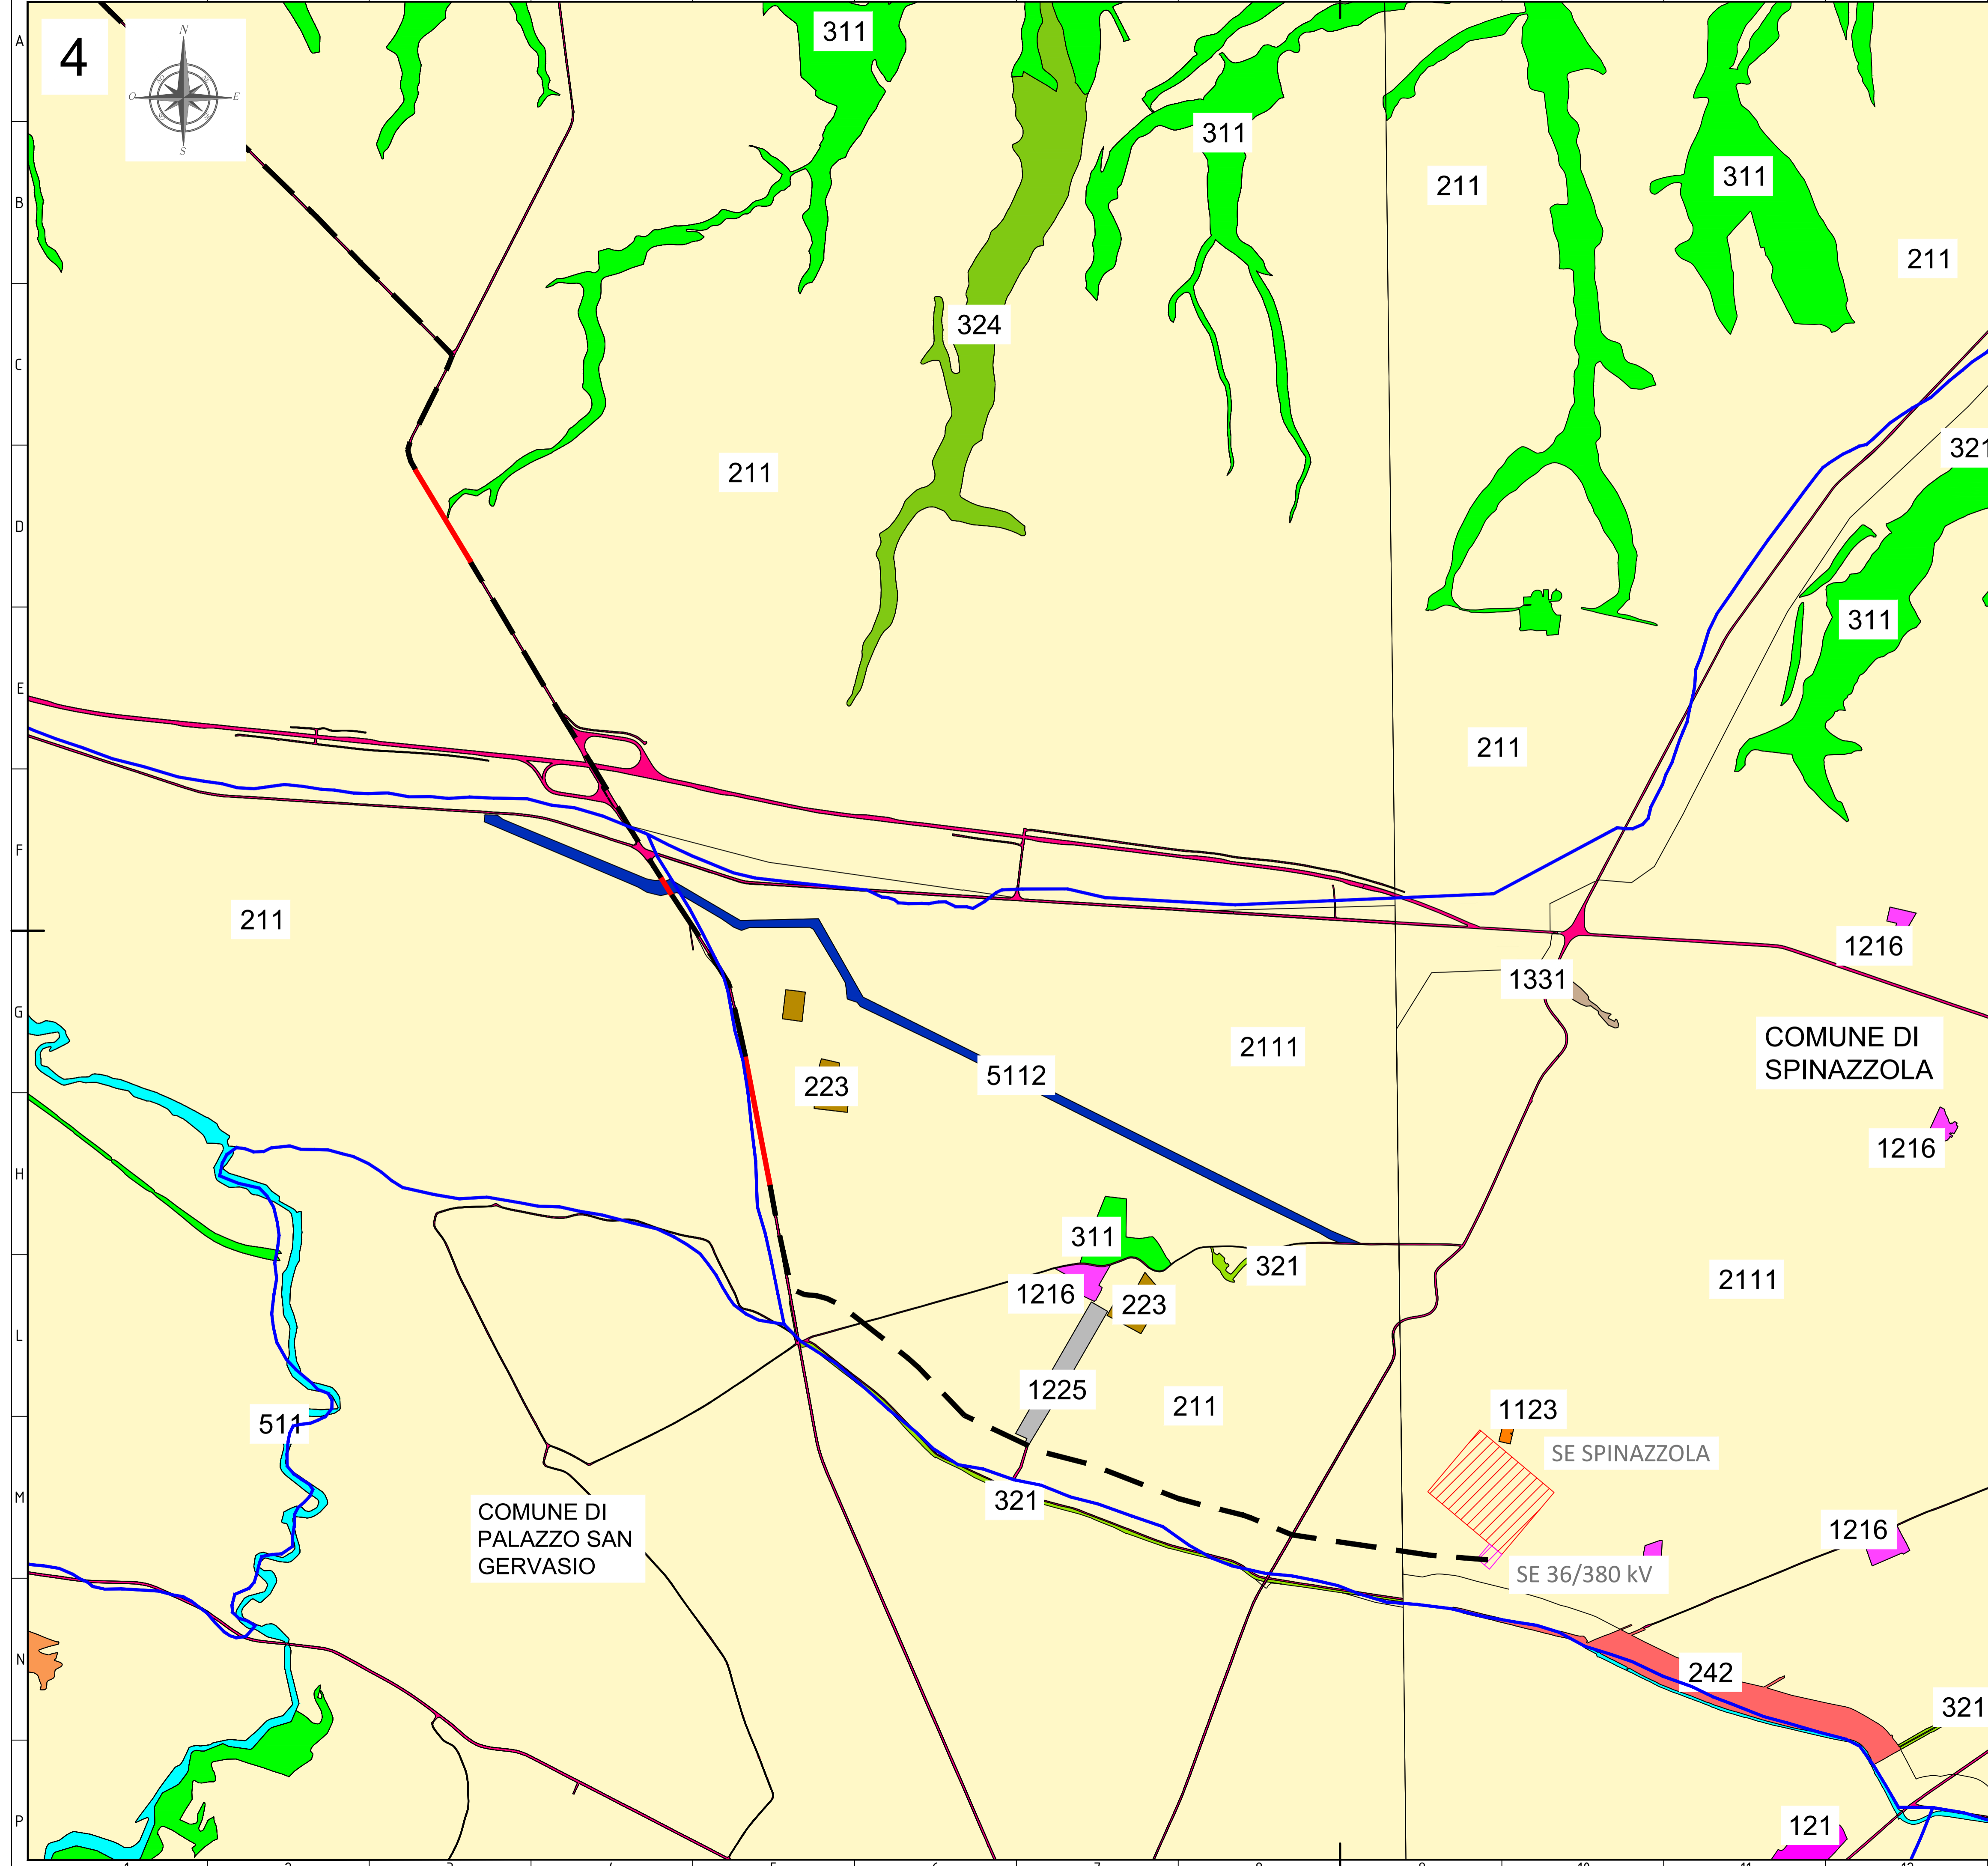 4
N
O
E
S
A
B
C
D
E
F
G
H
L
M
N
P
311
311
211
311
211
324
211
321
311
211
211
1216
1331
COMUNE DI
SPINAZZOLA
2111
5112
223
1216
311
321
2111
1216
223
1225
211
1123
SE SPINAZZOLA
511
321
COMUNE DI
PALAZZO SAN
GERVASIO
1216
SE 36/380 kV
242
321
121